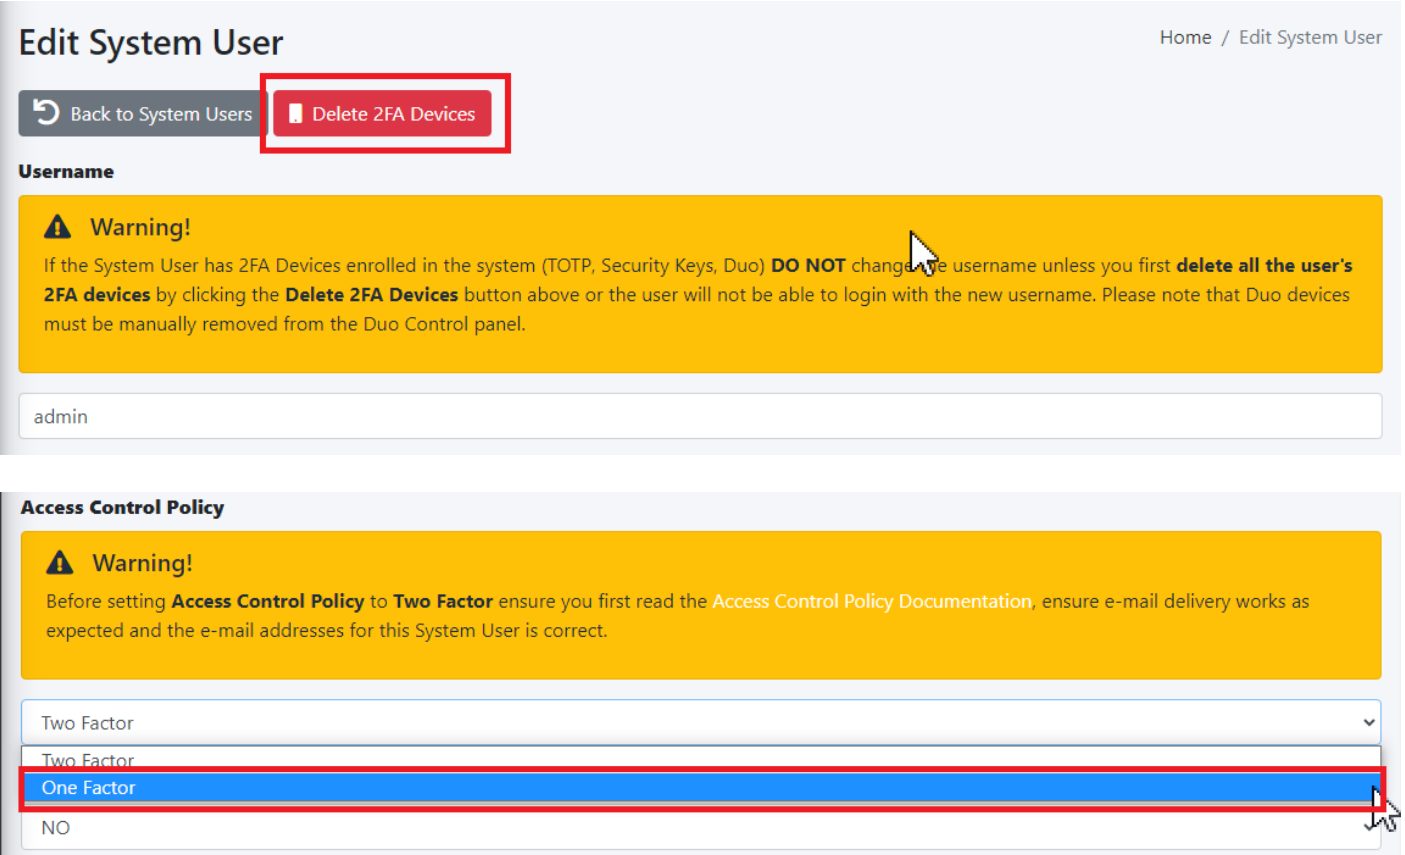 Edit System User
Home / Edit System User
Back to System Users
Delete 2FA Devices
Username
Warning!
If the System User has 2FA Devices enrolled in the system (TOTP, Security Keys, Duo) DO NOT change username unless you first delete all the user's
2FA devices by clicking the Delete 2FA Devices button above or the user will not be able to login with the new username. Please note that Duo devices
must be manually removed from the Duo Control panel.
admin
Access Control Policy
Warning!
Before setting Access Control Policy to Two Factor ensure you first read the Access Control Policy Documentation, ensure e-mail delivery works as
expected and the e-mail addresses for this System User is correct.
Two Factor
Two Factor
One Factor
NO